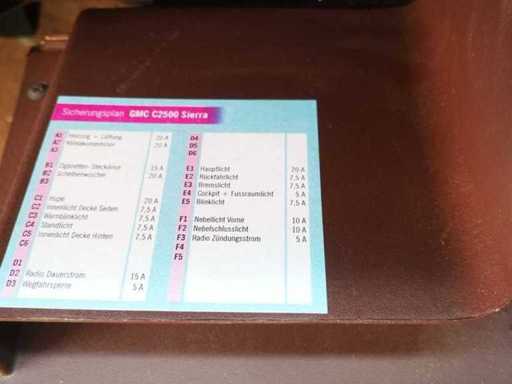 Sicherungsplan GMC C2500 Sierra
A1 Heizung + Lüftung 20 A
A2 Klimakompressor 20 A
A3
B1 Zigaretten-Steckdose 15 A
B2 Scheibenwischer 20 A
B3
C1 Hupe 20 A
C2 Innenlicht Decke Seiten 7,5 A
C3 Warnblinklicht 7,5 A
C4 Standlicht 7,5 A
C5 Innenlicht Decke Hinten 7,5 A
C6
D1
D2 Radio Dauerstrom 15 A
D3 Wegfahrsperre 5 A
D4
D5
D6
E1 Hauptlicht 20 A
E2 Rückfahrlicht 7,5 A
E3 Bremslicht 7,5 A
E4 Cockpit + Fussraumlicht 5 A
E5 Blinklicht 7,5 A
F1 Nebellicht Vorne 10 A
F2 Nebelschlusslicht 10 A
F3 Radio Zündungsstrom 5 A
F4
F5